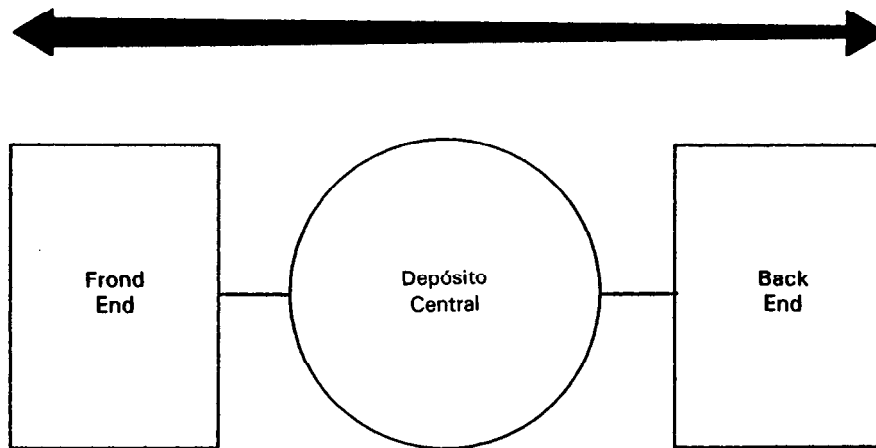 Frond
End
Depósito
Central
Back
End